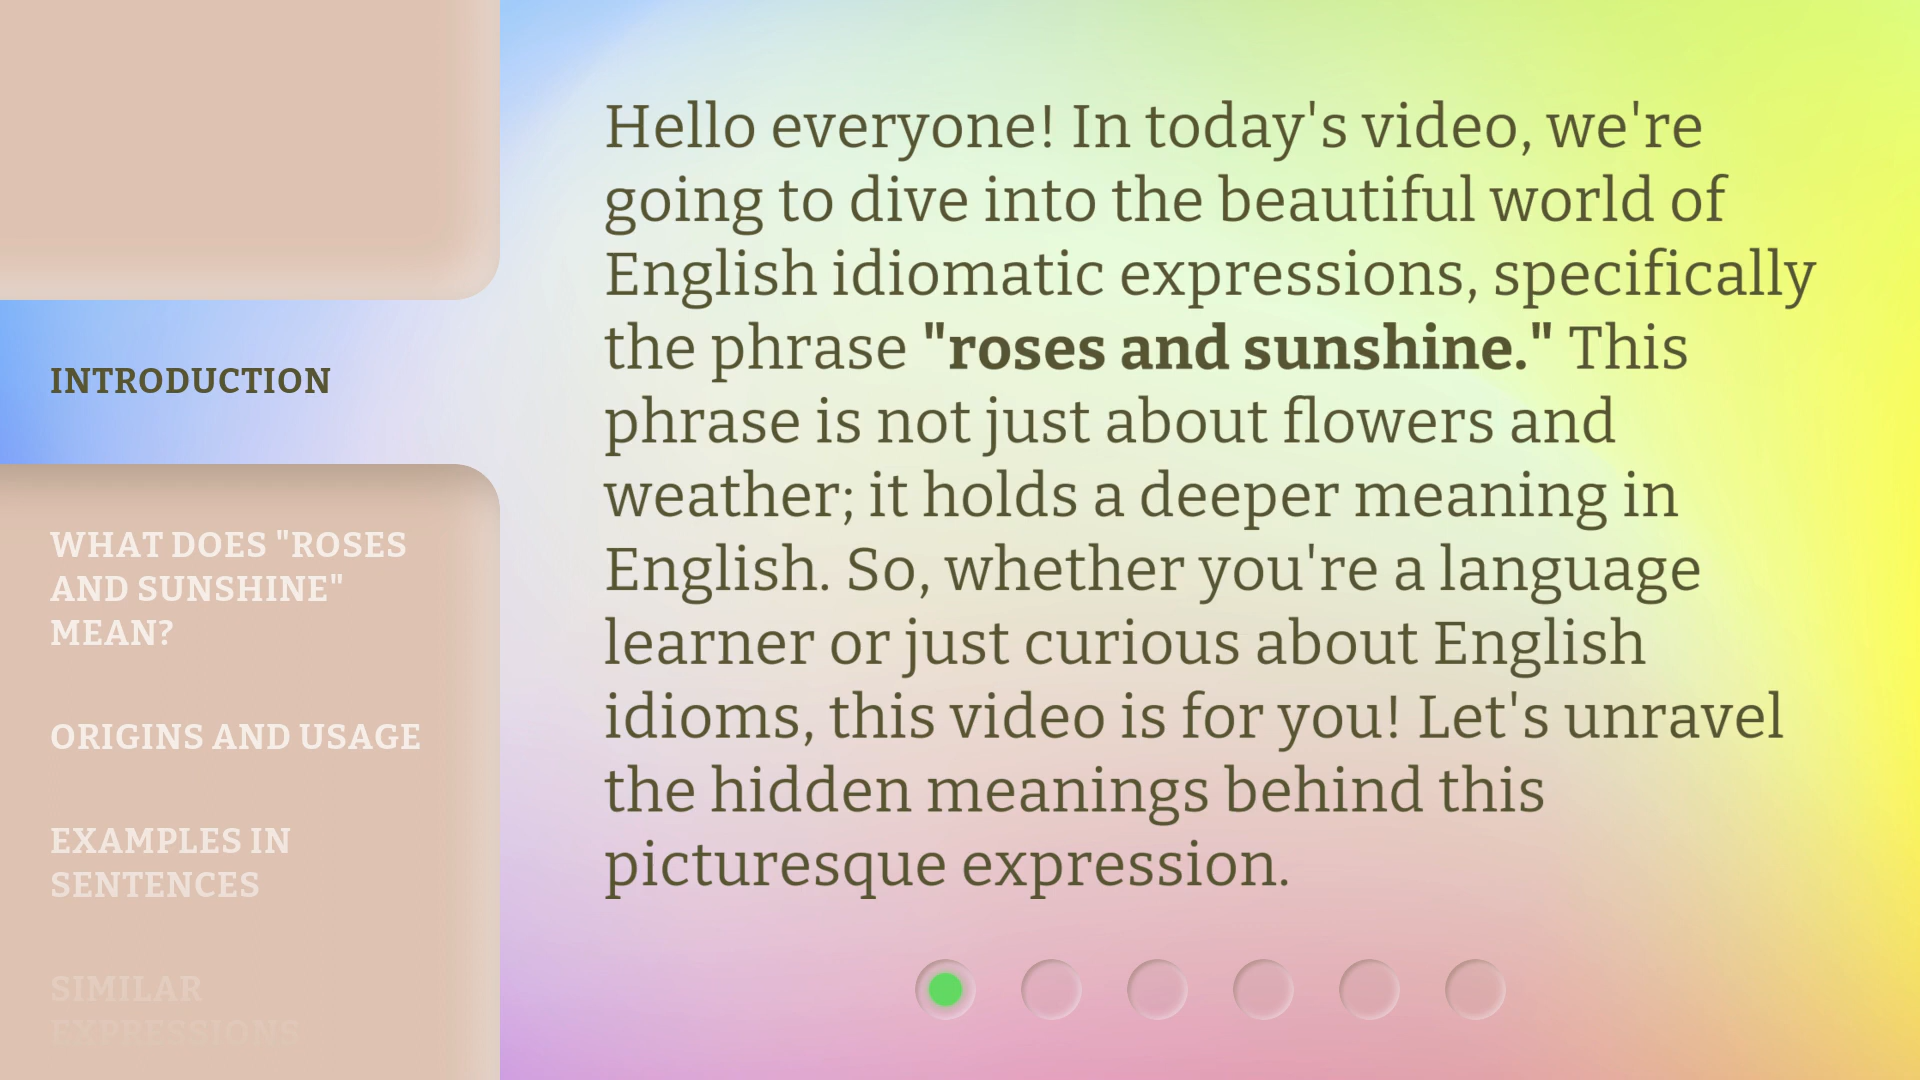 INTRODUCTION
WHAT DOES "ROSES
AND SUNSHINE"
MEAN?
ORIGINS AND USAGE
EXAMPLES IN
SENTENCES
SIMILAR
EXPRESSIONS
Hello everyone! In today's video, we're
going to dive into the beautiful world of
English idiomatic expressions, specifically
the phrase "roses and sunshine." This
phrase is not just about flowers and
weather; it holds a deeper meaning in
English. So, whether you're a language
learner or just curious about English
idioms, this video is for you! Let's unravel
the hidden meanings behind this
picturesque expression.